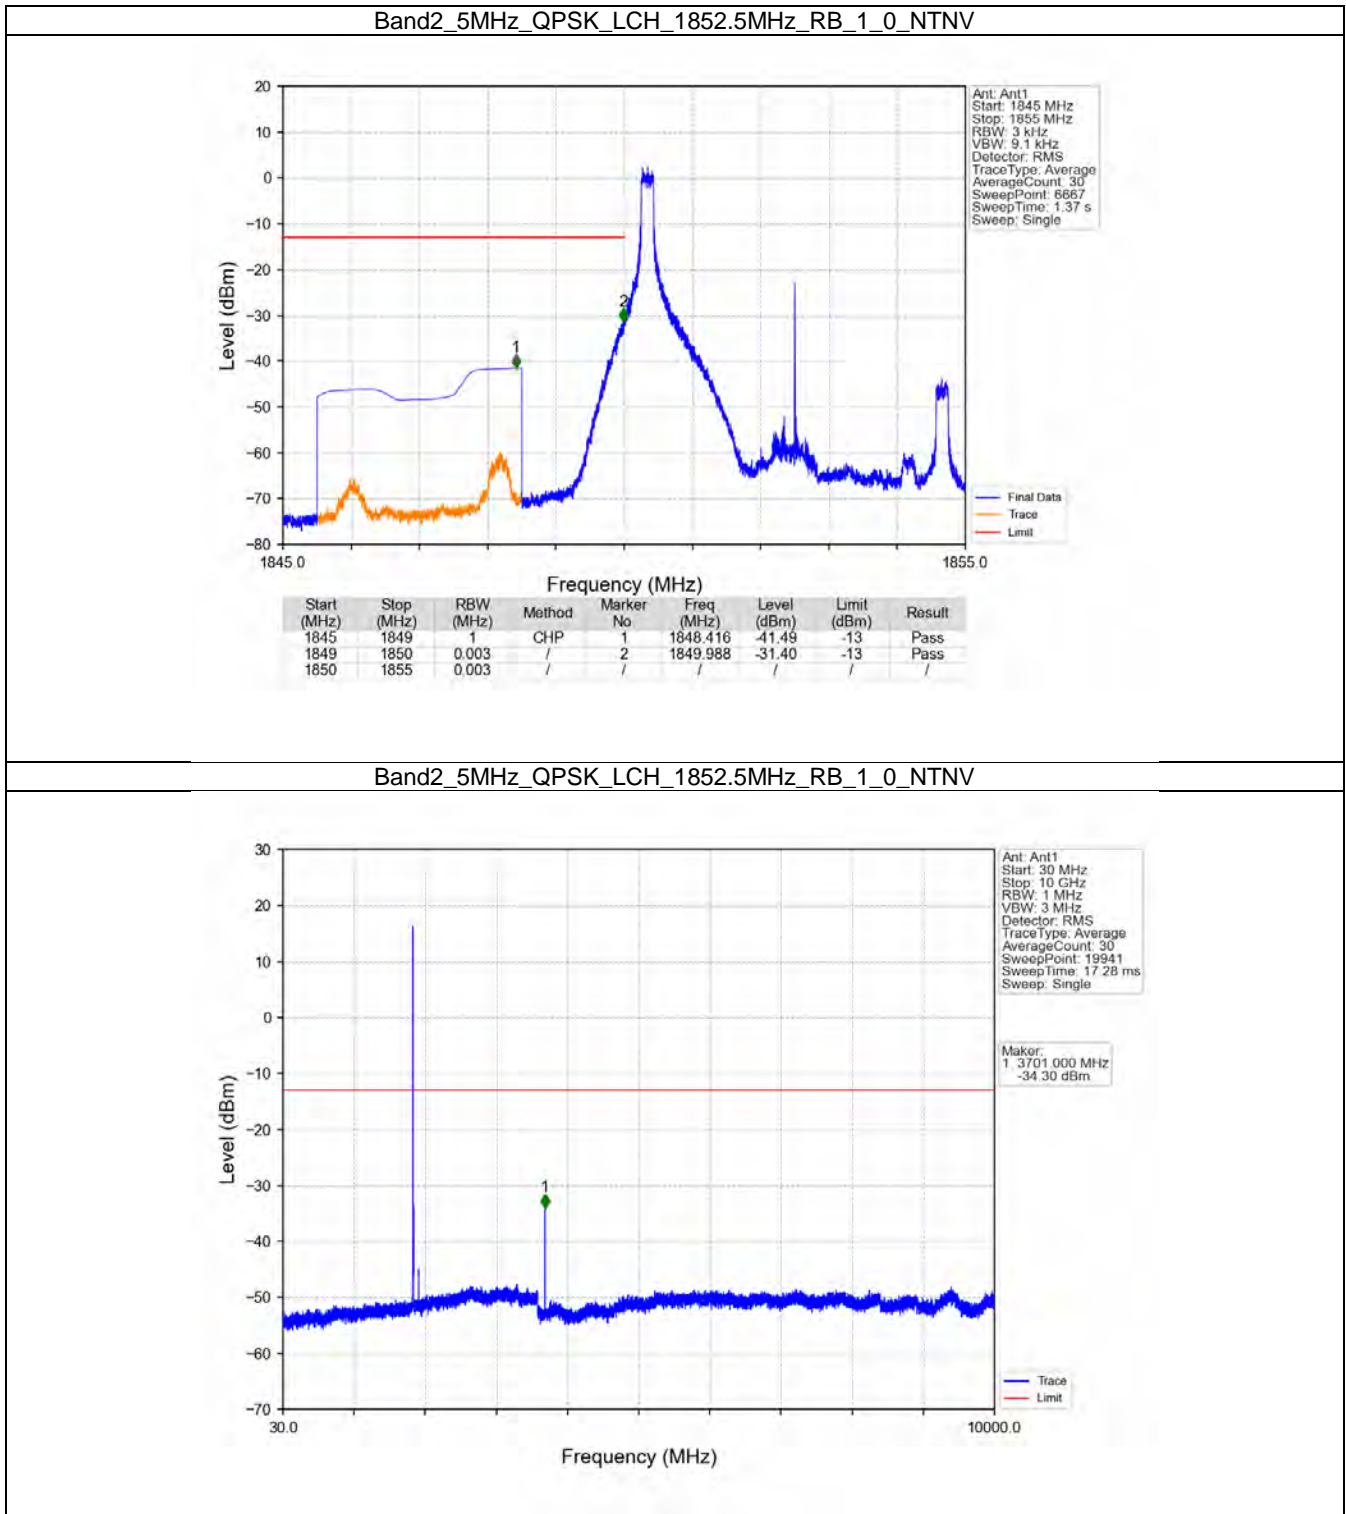 Band2_5MHz_QPSK_LCH_1852.5MHz_RB_1_0_NTNV
20
10
0
−10
−20
−30
−40
−50
−60
−70
−80
Level (dBm)
1
2
1845.0
1855.0
Frequency (MHz)
Ant: Ant1
Start: 1845 MHz
Stop: 1855 MHz
RBW: 3 kHz
VBW: 9.1 kHz
Detector: RMS
TraceType: Average
AverageCount: 30
SweepPoint: 6667
SweepTime: 1.37 s
Sweep: Single
Final Data
Trace
Limit
Start (MHz) Stop (MHz) RBW (MHz) Method Marker No Freq (MHz) Level (dBm) Limit (dBm) Result
1845 1849 1 CHP 1 1848.416 -41.49 -13 Pass
1849 1850 0.003 / 2 1849.988 -31.40 -13 Pass
1850 1855 0.003 / / / / / /
Band2_5MHz_QPSK_LCH_1852.5MHz_RB_1_0_NTNV
30
20
10
0
−10
−20
−30
−40
−50
−60
−70
Level (dBm)
1
30.0
10000.0
Frequency (MHz)
Ant: Ant1
Start: 30 MHz
Stop: 10 GHz
RBW: 1 MHz
VBW: 3 MHz
Detector: RMS
TraceType: Average
AverageCount: 30
SweepPoint: 19941
SweepTime: 17.28 ms
Sweep: Single
Maker:
1 3701.000 MHz
-34.30 dBm
Trace
Limit